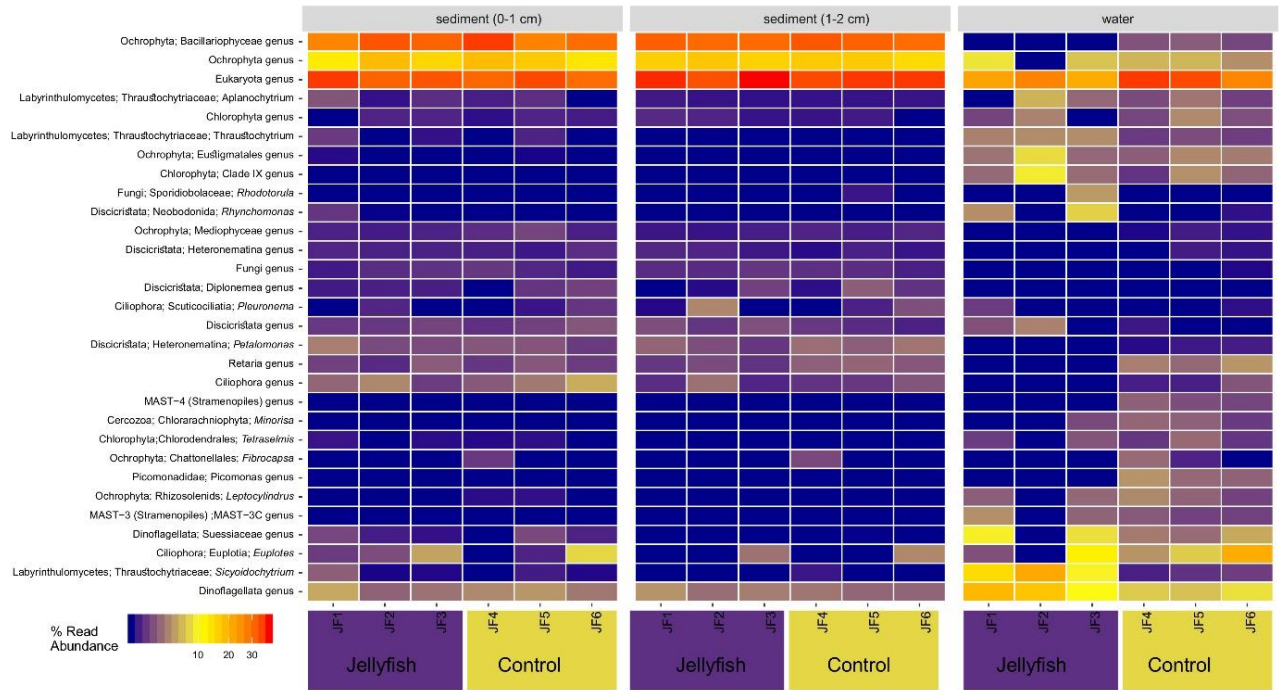 sediment (0-1 cm) sediment (1-2 cm) water
Ochrophyta; Bacillariophyceae genus
Ochrophyta genus
Eukaryota genus
Labyrinthulomycetes; Thraustochytriaceae; Aplanochytrium
Chlorophyta genus
Labyrinthulomycetes; Thraustochytriaceae; Thraustochytrium
Ochrophyta; Eustigmatales genus
Chlorophyta; Clade IX genus
Fungi; Sporidiobolaceae; Rhodotorula
Discicristata; Neobodonida; Rhynchomonas
Ochrophyta; Mediophyceae genus
Discicristata; Heteronematina genus
Fungi genus
Discicristata; Diplonemea genus
Ciliophora; Scuticociliatia; Pleuronema
Discicristata genus
Discicristata; Heteronematina; Petalomonas
Retaria genus
Ciliophora genus
MAST-4 (Stramenopiles) genus
Cercozoa; Chlorarachniophyta; Minorisa
Chlorophyta;Chlorodendrales; Tetraselmis
Ochrophyta; Chattonellales; Fibrocapsa
Picomonadidae; Picomonas genus
Ochrophyta: Rhizosolenids: Leptocylindrus
MAST-3 (Stramenopiles) ;MAST-3C genus
Dinoflagellata; Suessiaceae genus
Ciliophora; Euplotia; Euplotes
Labyrinthulomycetes; Thraustochytriaceae; Sicyoidochytrium
Dinoflagellata genus
JF1 JF2 JF3 JF4 JF5 JF6 JF1 JF2 JF3 JF4 JF5 JF6 JF1 JF2 JF3 JF4 JF5 JF6
% Read
Abundance
10 20 30
Jellyfish Control Jellyfish Control Jellyfish Control